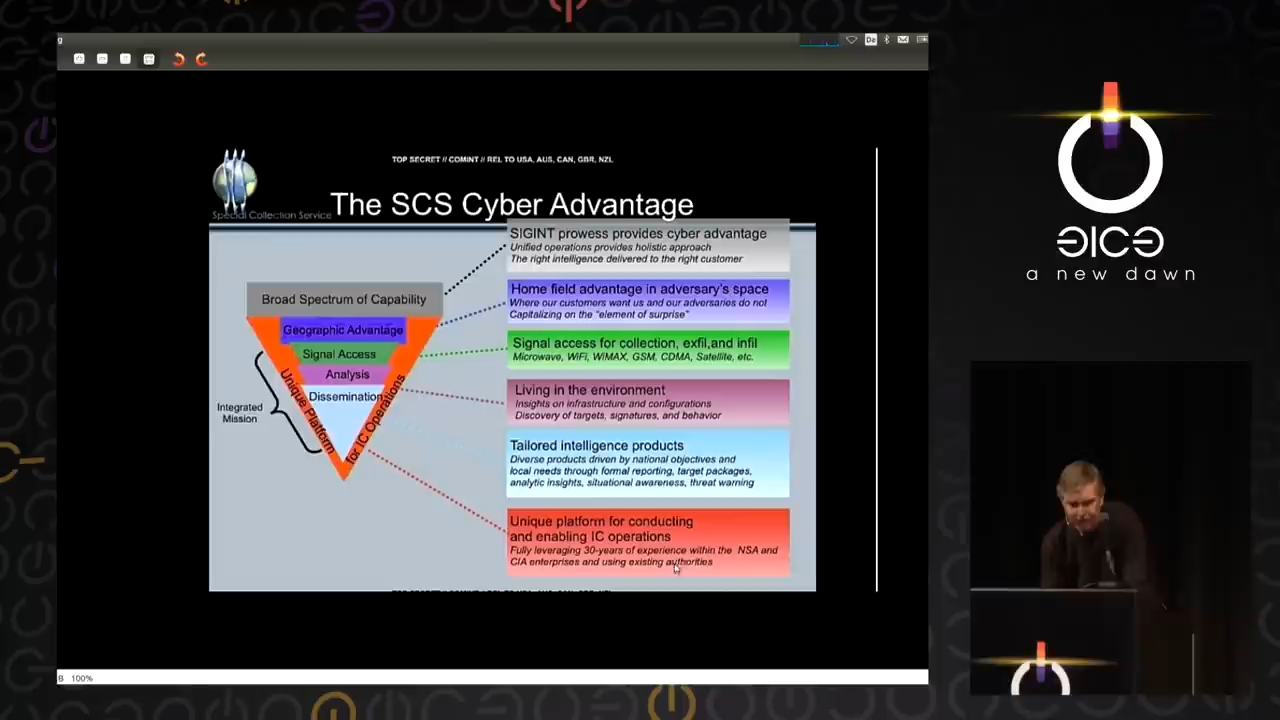 g
De
TOP SECRET // COMINT // REL TO USA, AUS, CAN, GBR, NZL
Special Collection Service
The SCS Cyber Advantage
Broad Spectrum of Capability
Geographic Advantage
Signal Access
Analysis
Dissemination
Unique Platform
for IC Operations
Integrated
Mission
SIGINT prowess provides cyber advantage
Unified operations provides holistic approach
The right intelligence delivered to the right customer
Home field advantage in adversary's space
Where our customers want us and our adversaries do not
Capitalizing on the "element of surprise"
Signal access for collection, exfil,and infil
Microwave, WiFi, WIMAX, GSM, CDMA, Satellite, etc.
Living in the environment
Insights on infrastructure and configurations
Discovery of targets, signatures, and behavior
Tailored intelligence products
Diverse products driven by national objectives and
local needs through formal reporting, target packages,
analytic insights, situational awareness, threat warning
Unique platform for conducting
and enabling IC operations
Fully leveraging 30-years of experience within the NSA and
CIA enterprises and using existing authorities
B 100%
a new dawn